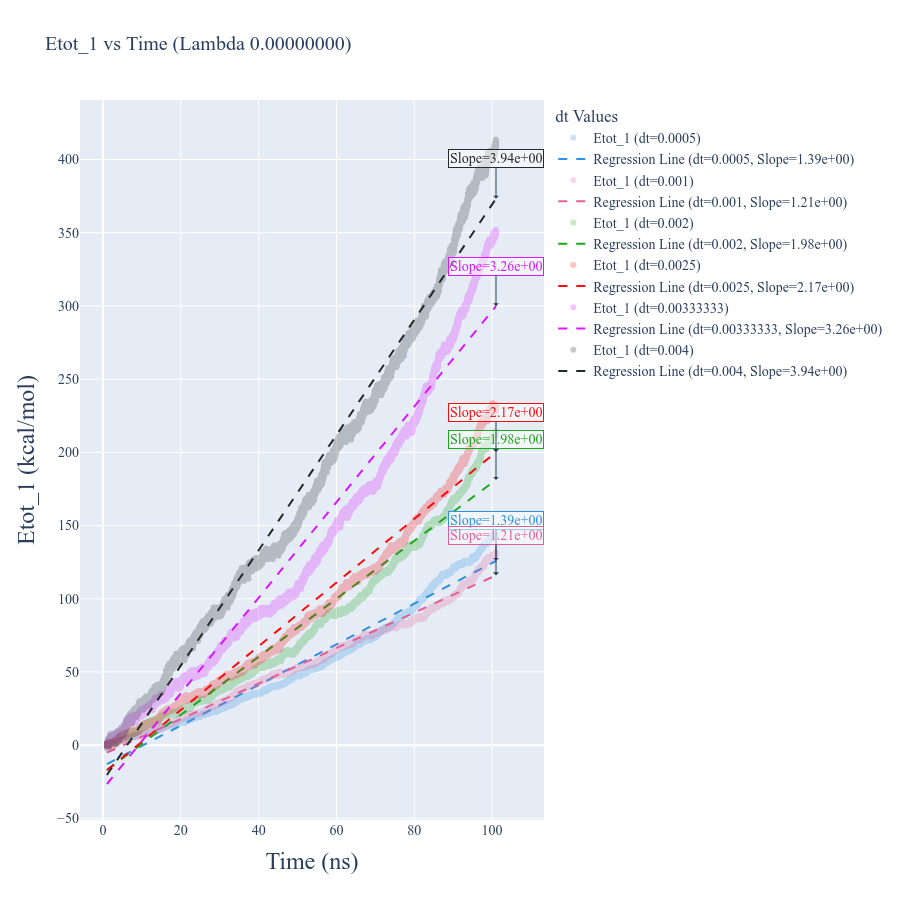 Etot_1 vs Time (Lambda 0.00000000)
dt Values
Etot_1 (dt=0.0005)
Regression Line (dt=0.0005, Slope=1.39e+00)
Etot_1 (dt=0.001)
Regression Line (dt=0.001, Slope=1.21e+00)
Etot_1 (dt=0.002)
Regression Line (dt=0.002, Slope=1.98e+00)
Etot_1 (dt=0.0025)
Regression Line (dt=0.0025, Slope=2.17e+00)
Etot_1 (dt=0.00333333)
Regression Line (dt=0.00333333, Slope=3.26e+00)
Etot_1 (dt=0.004)
Regression Line (dt=0.004, Slope=3.94e+00)
Slope=3.94e+00
Slope=3.26e+00
Slope=2.17e+00
Slope=1.98e+00
Slope=1.39e+00
Slope=1.21e+00
400
350
300
250
200
150
100
50
0
−50
Etot_1 (kcal/mol)
0 20 40 60 80 100
Time (ns)